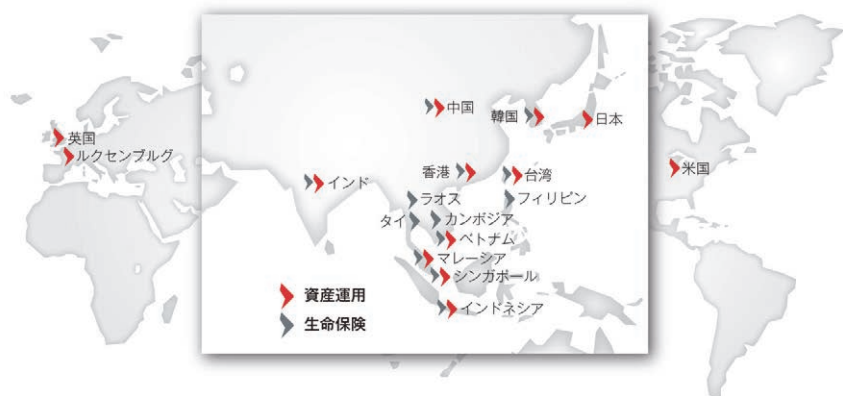 英国
ルクセンブルグ
中国
韓国
日本
インド
香港
台湾
ラオス
フィリピン
タイ
カンボジア
ベトナム
マレーシア
シンガポール
インドネシア
米国
資産運用
生命保険